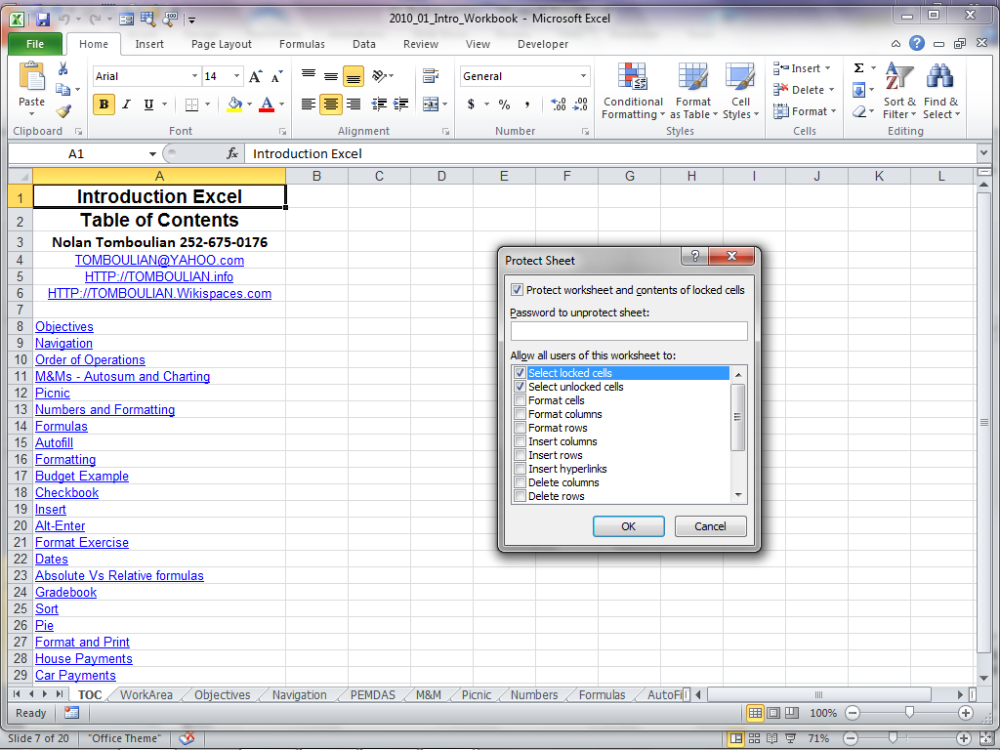 2010_01_Intro_Workbook - Microsoft Excel
File Home Insert Page Layout Formulas Data Review View Developer
Paste
Clipboard
Arial 14
B I U
Font
Alignment
General
$ % ,
Number
Conditional Formatting
Format as Table
Cell Styles
Styles
Insert
Delete
Format
Cells
Sort & Filter
Find & Select
Editing
A1 fx Introduction Excel
A B C D E F G H I J K L
1 Introduction Excel
2 Table of Contents
3 Nolan Tomboulian 252-675-0176
4 TOMBOULIAN@YAHOO.com
5 HTTP://TOMBOULIAN.info
6 HTTP://TOMBOULIAN.Wikispaces.com
7
8 Objectives
9 Navigation
10 Order of Operations
11 M&Ms - Autosum and Charting
12 Picnic
13 Numbers and Formatting
14 Formulas
15 Autofill
16 Formatting
17 Budget Example
18 Checkbook
19 Insert
20 Alt-Enter
21 Format Exercise
22 Dates
23 Absolute Vs Relative formulas
24 Gradebook
25 Sort
26 Pie
27 Format and Print
28 House Payments
29 Car Payments
Protect Sheet
Protect worksheet and contents of locked cells
Password to unprotect sheet:
Allow all users of this worksheet to:
Select locked cells
Select unlocked cells
Format cells
Format columns
Format rows
Insert columns
Insert rows
Insert hyperlinks
Delete columns
Delete rows
OK Cancel
TOC WorkArea Objectives Navigation PEMDAS M&M Picnic Numbers Formulas AutoFi
Ready 100%
Slide 7 of 20 "Office Theme" 71%